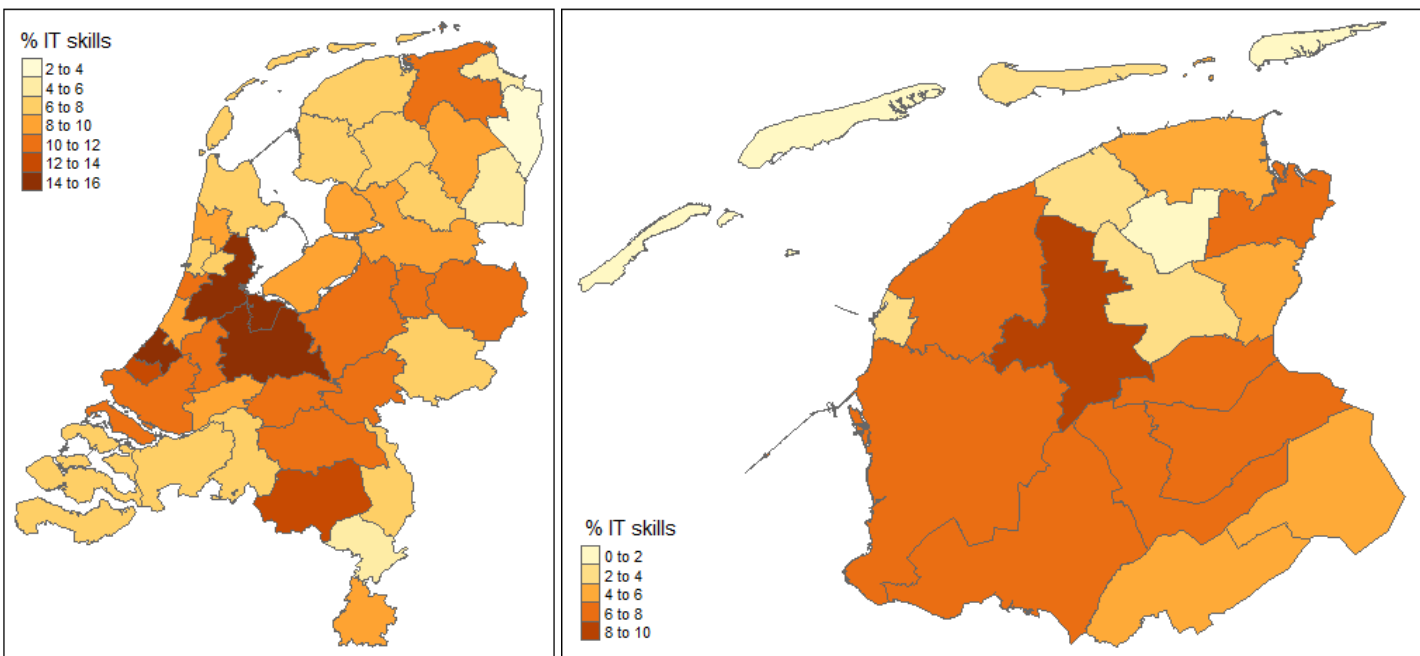 % IT skills
2 to 4
4 to 6
6 to 8
8 to 10
10 to 12
12 to 14
14 to 16
% IT skills
0 to 2
2 to 4
4 to 6
6 to 8
8 to 10